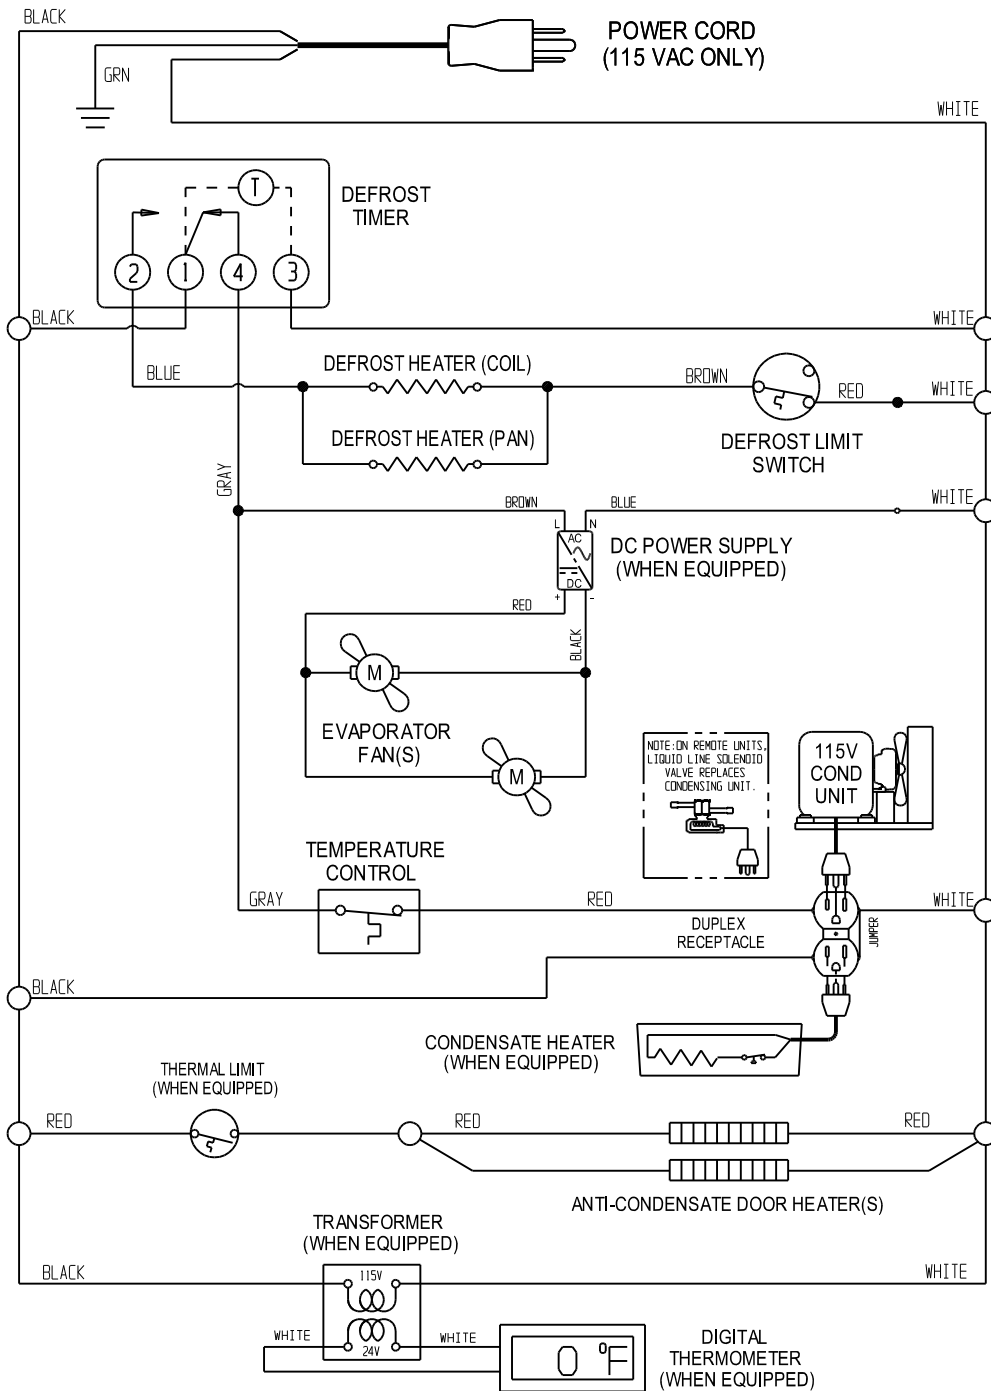 BLACK
POWER CORD
(115 VAC ONLY)
GRN
WHITE
DEFROST
TIMER
T
2
1
4
3
BLACK
WHITE
BLUE
DEFROST HEATER (COIL)
BROWN
RED
WHITE
DEFROST HEATER (PAN)
DEFROST LIMIT
SWITCH
GRAY
BROWN
BLUE
WHITE
L
N
AC
DC
+
-
DC POWER SUPPLY
(WHEN EQUIPPED)
RED
BLACK
M
EVAPORATOR
FAN(S)
M
NOTE:ON REMOTE UNITS,
LIQUID LINE SOLENOID
VALVE REPLACES
CONDENSING UNIT.
115V
COND
UNIT
TEMPERATURE
CONTROL
GRAY
RED
WHITE
DUPLEX
RECEPTACLE
JUMPER
BLACK
CONDENSATE HEATER
(WHEN EQUIPPED)
THERMAL LIMIT
(WHEN EQUIPPED)
RED
RED
RED
ANTI-CONDENSATE DOOR HEATER(S)
TRANSFORMER
(WHEN EQUIPPED)
BLACK
115V
WHITE
WHITE
24V
WHITE
0 °F
DIGITAL
THERMOMETER
(WHEN EQUIPPED)